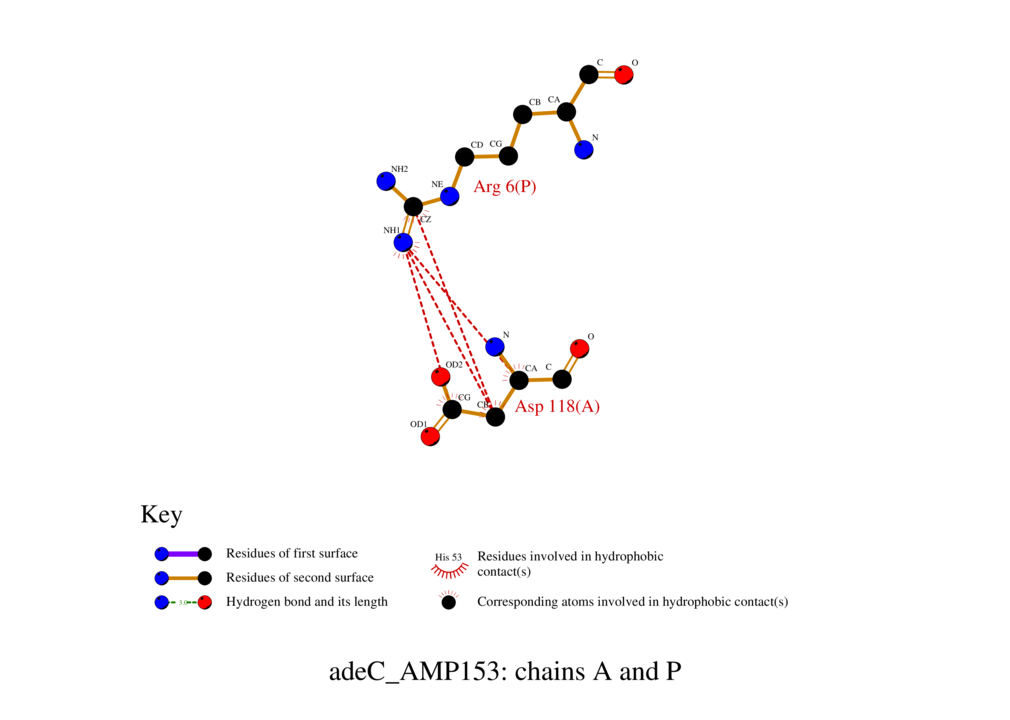 C O
CB CA
N
CD CG
NH2
NE
Arg 6(P)
CZ
NH1
N
O
OD2
CA C
CG
CB
Asp 118(A)
OD1
Key
Residues of first surface
Residues of second surface
3.0
Hydrogen bond and its length
His 53
Residues involved in hydrophobic
contact(s)
Corresponding atoms involved in hydrophobic contact(s)
adeC_AMP153: chains A and P